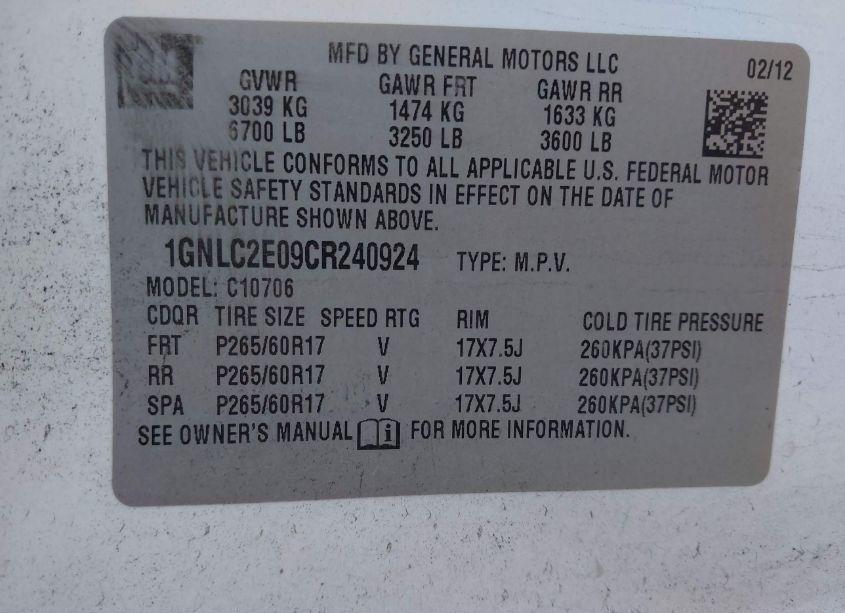 MFD BY GENERAL MOTORS LLC 02/12
GVWR GAWR FRT GAWR RR
3039 KG 1474 KG 1633 KG
6700 LB 3250 LB 3600 LB
THIS VEHICLE CONFORMS TO ALL APPLICABLE U.S. FEDERAL MOTOR
VEHICLE SAFETY STANDARDS IN EFFECT ON THE DATE OF
MANUFACTURE SHOWN ABOVE.
1GNLC2E09CR240924 TYPE: M.P.V.
MODEL: C10706
CDQR TIRE SIZE SPEED RTG RIM COLD TIRE PRESSURE
FRT P265/60R17 V 17X7.5J 260KPA(37PSI)
RR P265/60R17 V 17X7.5J 260KPA(37PSI)
SPA P265/60R17 V 17X7.5J 260KPA(37PSI)
SEE OWNER'S MANUAL i FOR MORE INFORMATION.